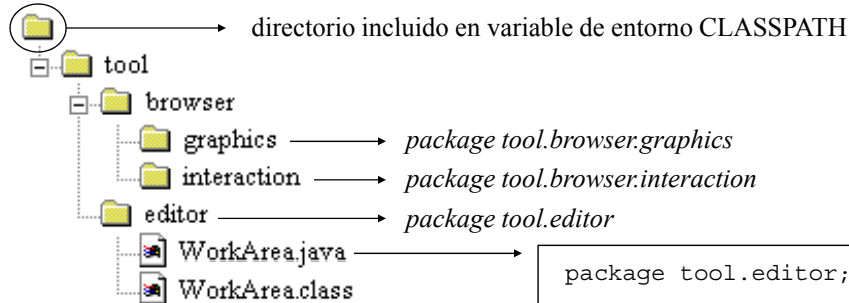 directorio incluido en variable de entorno CLASSPATH
tool
browser
graphics package tool.browser.graphics
interaction package tool.browser.interaction
editor package tool.editor
WorkArea.java
package tool.editor;
WorkArea.class